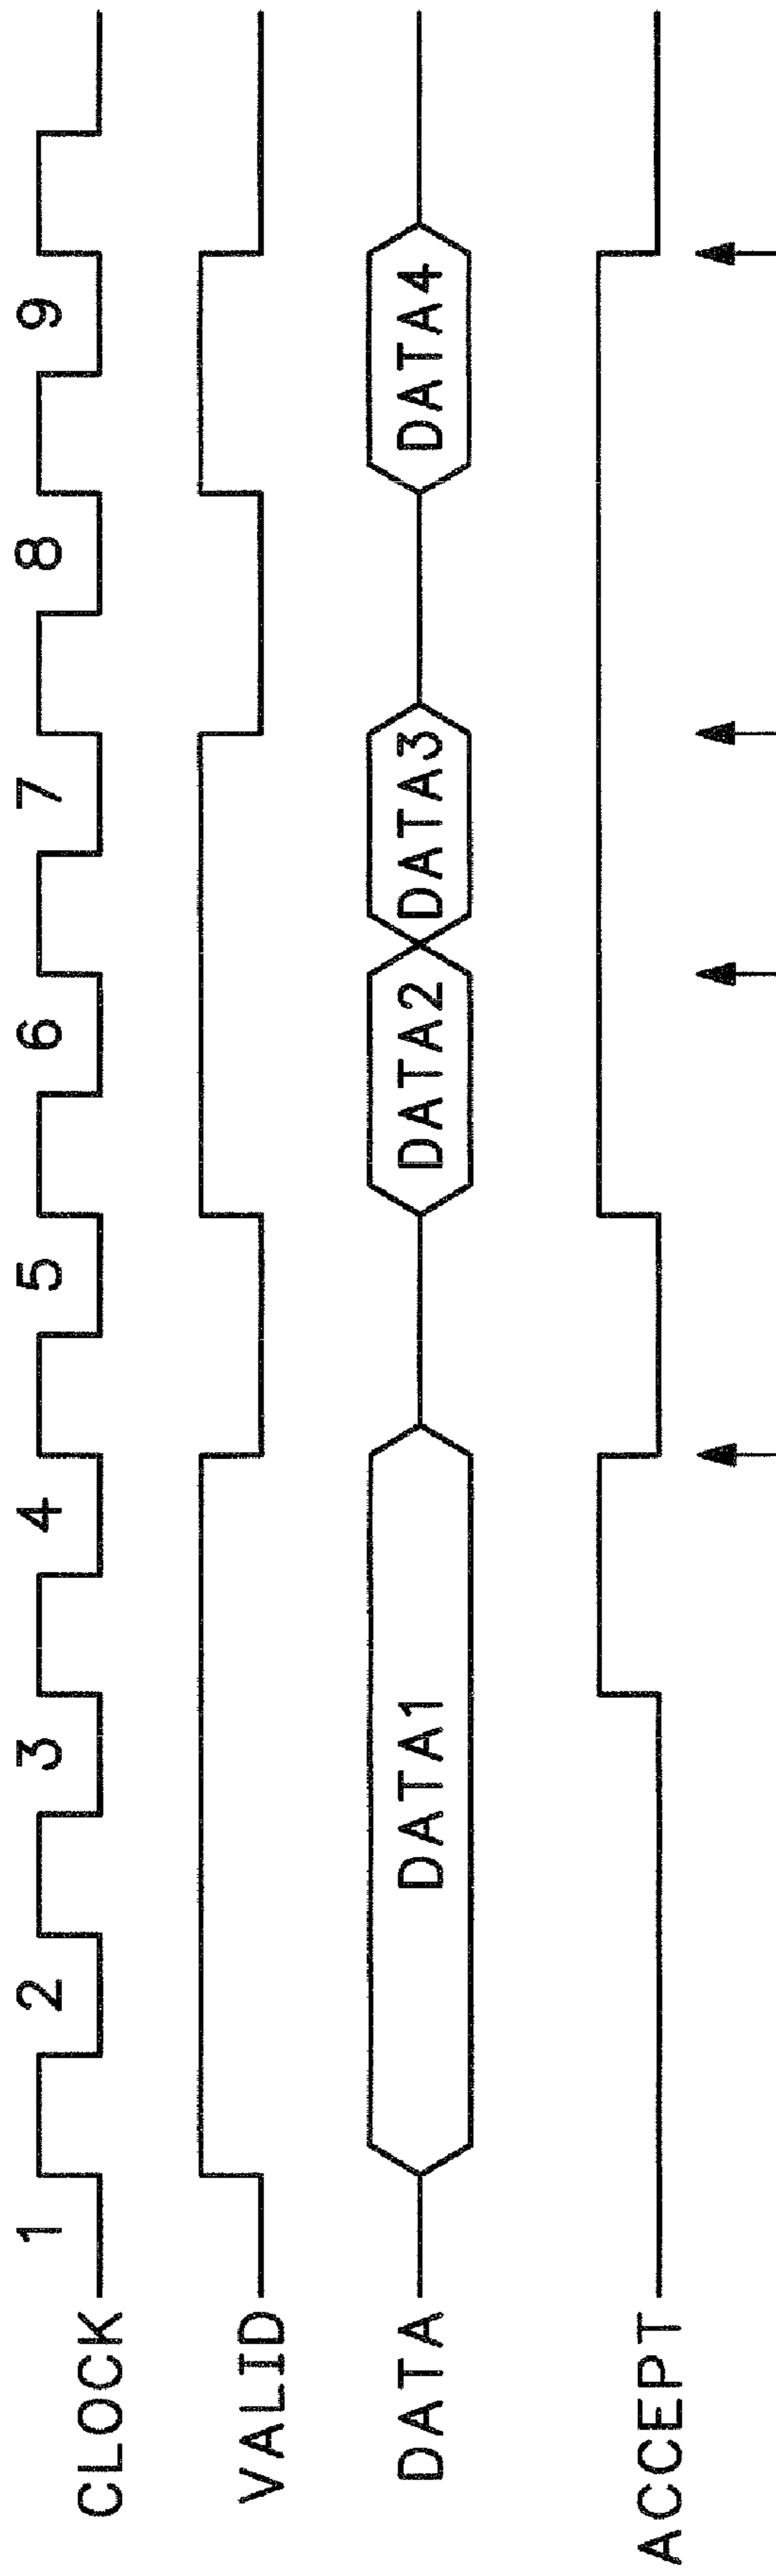 1 2 3 4 5 6 7 8 9
CLOCK
VALID
DATA DATA1 DATA2 DATA3 DATA4
ACCEPT